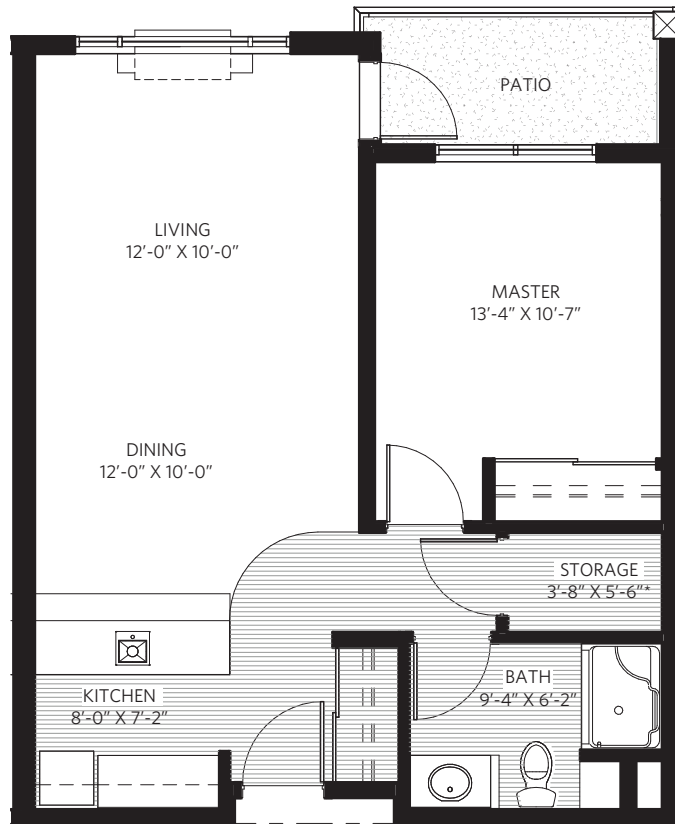 PATIO
LIVING
12’-0” X 10’-0”
MASTER
13’-4” X 10’-7”
DINING
12’-0” X 10’-0”
STORAGE
3’-8” X 5’-6”*
KITCHEN
8’-0” X 7’-2”
BATH
9’-4” X 6’-2”